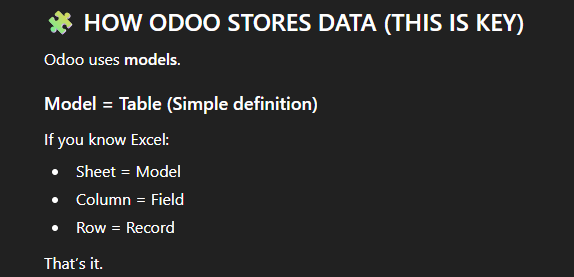 🧩 HOW ODOO STORES DATA (THIS IS KEY)
Odoo uses models.
Model = Table (Simple definition)
If you know Excel:
• Sheet = Model
• Column = Field
• Row = Record
That’s it.